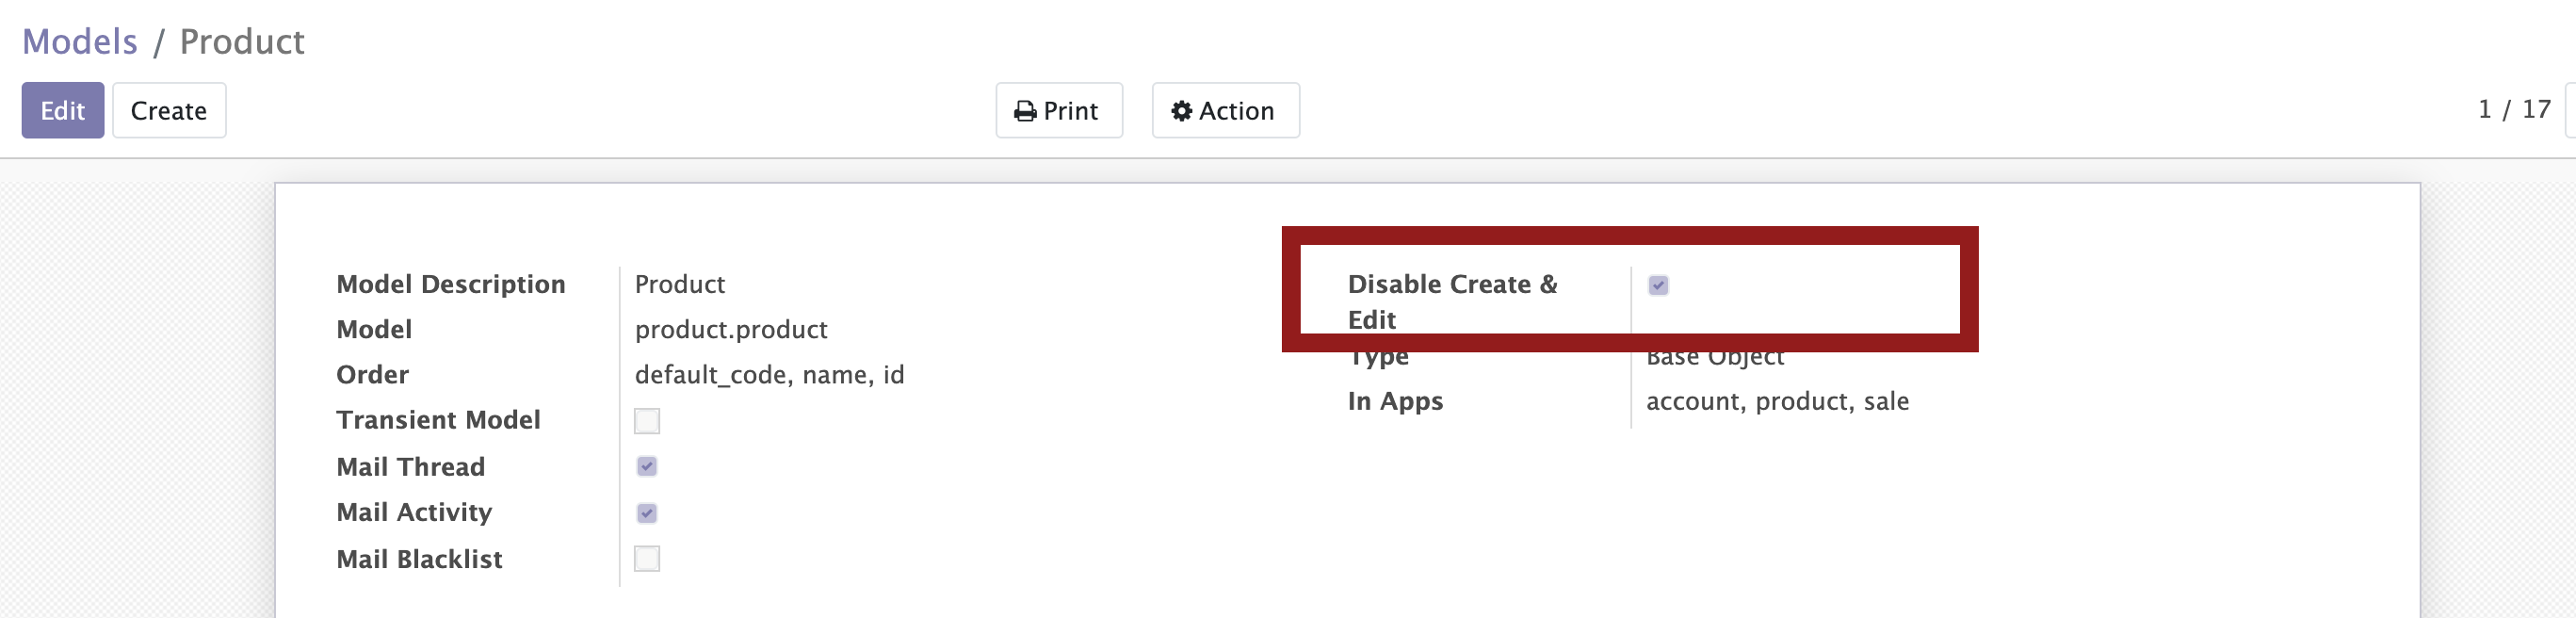 Models / Product
Edit Create Print Action 1 / 17
Model Description Product
Model product.product
Order default_code, name, id
Transient Model
Mail Thread
Mail Activity
Mail Blacklist
Disable Create &
Edit
Type Base Object
In Apps account, product, sale